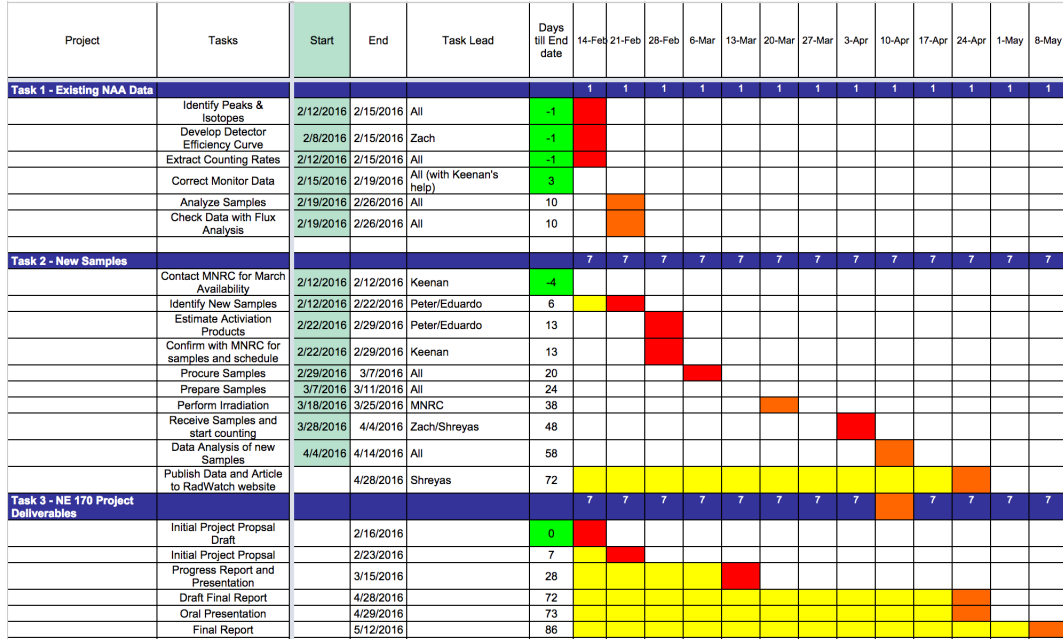 Project Tasks Start End Task Lead Days till End date 14-Feb 21-Feb 28-Feb 6-Mar 13-Mar 20-Mar 27-Mar 3-Apr 10-Apr 17-Apr 24-Apr 1-May 8-May
Task 1 - Existing NAA Data 1 1 1 1 1 1 1 1 1 1 1 1 1
Identify Peaks & Isotopes 2/12/2016 2/15/2016 All -1
Develop Detector Efficiency Curve 2/8/2016 2/15/2016 Zach -1
Extract Counting Rates 2/12/2016 2/15/2016 All -1
Correct Monitor Data 2/15/2016 2/19/2016 All (with Keenan's help) 3
Analyze Samples 2/19/2016 2/26/2016 All 10
Check Data with Flux Analysis 2/19/2016 2/26/2016 All 10
Task 2 - New Samples 7 7 7 7 7 7 7 7 7 7 7 7 7
Contact MNRC for March Availability 2/12/2016 2/12/2016 Keenan -4
Identify New Samples 2/12/2016 2/22/2016 Peter/Eduardo 6
Estimate Activiation Products 2/22/2016 2/29/2016 Peter/Eduardo 13
Confirm with MNRC for samples and schedule 2/22/2016 2/29/2016 Keenan 13
Procure Samples 2/29/2016 3/7/2016 All 20
Prepare Samples 3/7/2016 3/11/2016 All 24
Perform Irradiation 3/18/2016 3/25/2016 MNRC 38
Receive Samples and start counting 3/28/2016 4/4/2016 Zach/Shreyas 48
Data Analysis of new Samples 4/4/2016 4/14/2016 All 58
Publish Data and Article to RadWatch website 4/28/2016 Shreyas 72
Task 3 - NE 170 Project Deliverables 7 7 7 7 7 7 7 7 7 7 7 7
Initial Project Propsal Draft 2/16/2016 0
Initial Project Propsal 2/23/2016 7
Progress Report and Presentation 3/15/2016 28
Draft Final Report 4/28/2016 72
Oral Presentation 4/29/2016 73
Final Report 5/12/2016 86